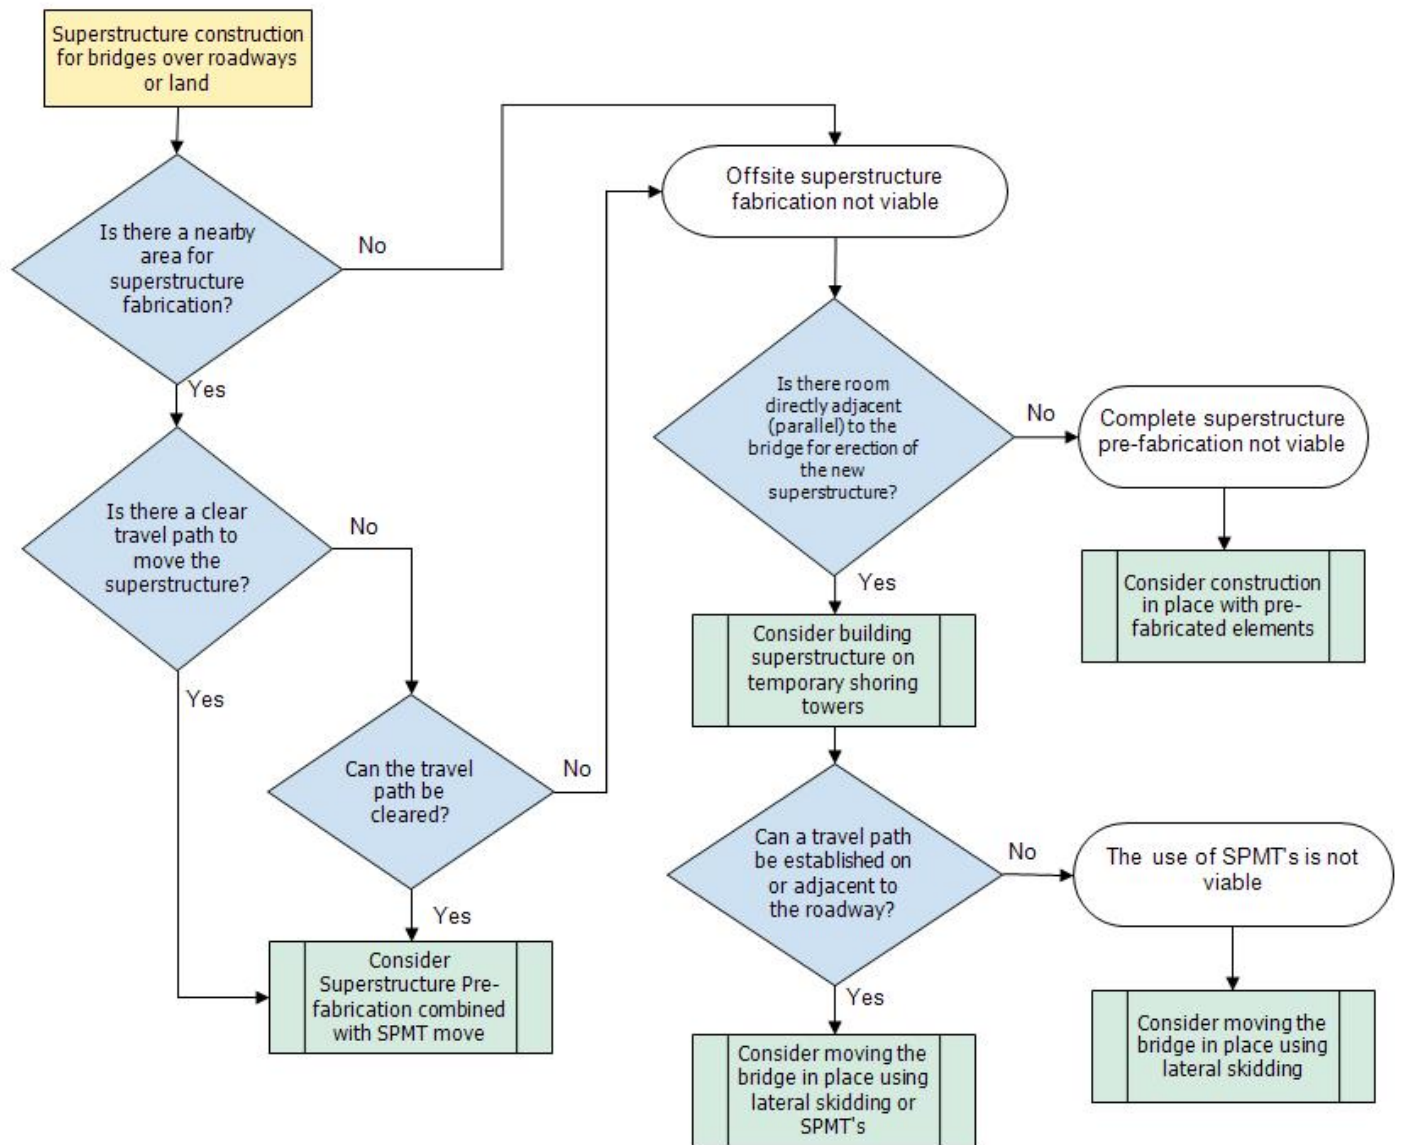 Superstructure construction
for bridges over roadways
or land
Is there a nearby
area for
superstructure
fabrication?
No
Yes
Offsite superstructure
fabrication not viable
Is there room
directly adjacent
(parallel) to the
bridge for erection of
the new
superstructure?
No
Complete superstructure
pre-fabrication not viable
Consider construction
in place with pre-
fabricated elements
Yes
Is there a clear
travel path to
move the
superstructure?
No
Yes
Can the travel
path be
cleared?
No
Yes
Consider
Superstructure Pre-
fabrication combined
with SPMT move
Consider building
superstructure on
temporary shoring
towers
Can a travel path
be established on
or adjacent to
the roadway?
No
The use of SPMT's is not
viable
Consider moving the
bridge in place using
lateral skidding
Yes
Consider moving the
bridge in place using
lateral skidding or
SPMT's